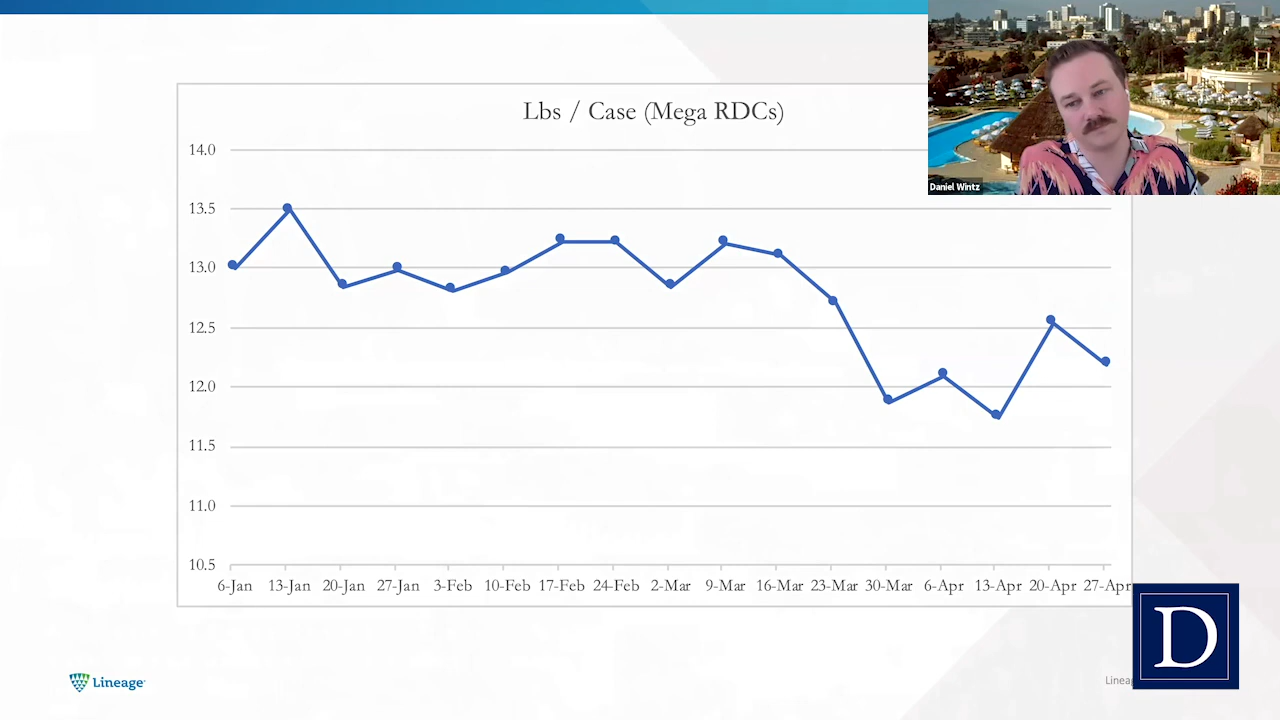 Lbs / Case (Mega RDCs)
14.0
13.5
13.0
12.5
12.0
11.5
11.0
10.5
6-Jan 13-Jan 20-Jan 27-Jan 3-Feb 10-Feb 17-Feb 24-Feb 2-Mar 9-Mar 16-Mar 23-Mar 30-Mar 6-Apr 13-Apr 20-Apr 27-Apr
Daniel Wintz
Lineage
D